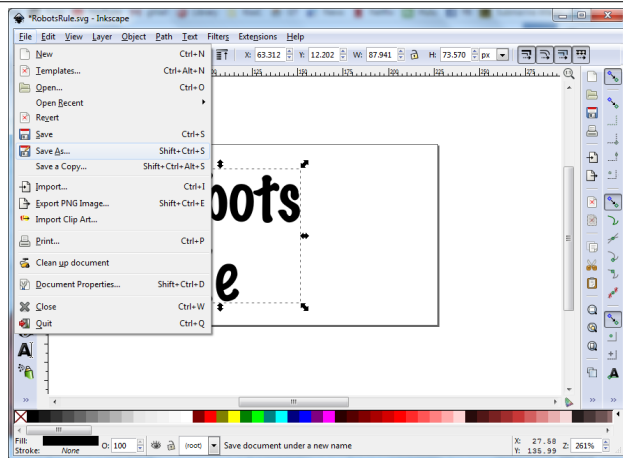 *RobotsRule.svg - Inkscape
File Edit View Layer Object Path Text Filters Extensions Help
X: 63.312 Y: 12.202 W: 87.941 H: 73.570 px
New Ctrl+N
Templates... Ctrl+Alt+N
Open... Ctrl+O
Open Recent
Revert
Save Ctrl+S
Save As... Shift+Ctrl+S
Save a Copy... Shift+Ctrl+Alt+S
Import... Ctrl+I
Export PNG Image... Shift+Ctrl+E
Import Clip Art...
Print... Ctrl+P
Clean up document
Document Properties... Shift+Ctrl+D
Close Ctrl+W
Quit Ctrl+Q
bots
e
Fill:
Stroke: None
O: 100
(root)
Save document under a new name
X: 27.58
Y: 135.99
Z: 261%